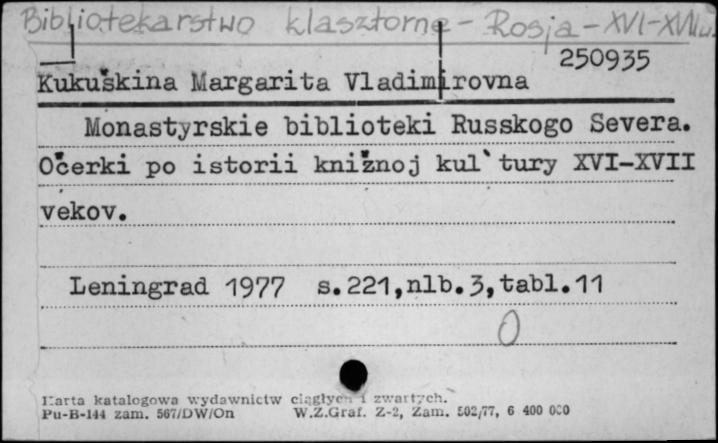 Bibliotekarstwo klasztorne - Rosja - XVI-XVII w.
250935
Kukuškina Margarita Vladimirovna
Monastyrskie biblioteki Russkogo Severa.
Očerki po istorii knižnoj kul`tury XVI-XVII
vekov.
Leningrad 1977 s.221,nlb.3,tabl.11
0
Karta katalogowa wydawnictw ciągłych i zwartych.
Pu-B-144 zam. 567/DW/On W.Z.Graf. Z-2, Zam. 502/77, 6 400 000